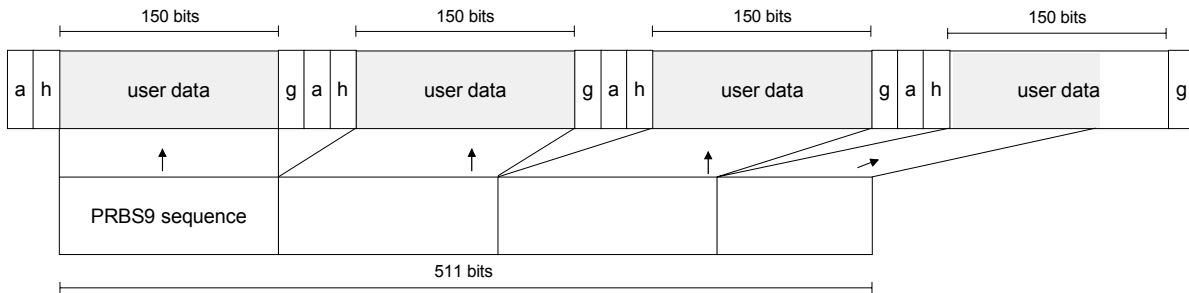 150 bits 150 bits 150 bits 150 bits
a h user data g a h user data g a h user data g a h user data g
PRBS9 sequence
511 bits